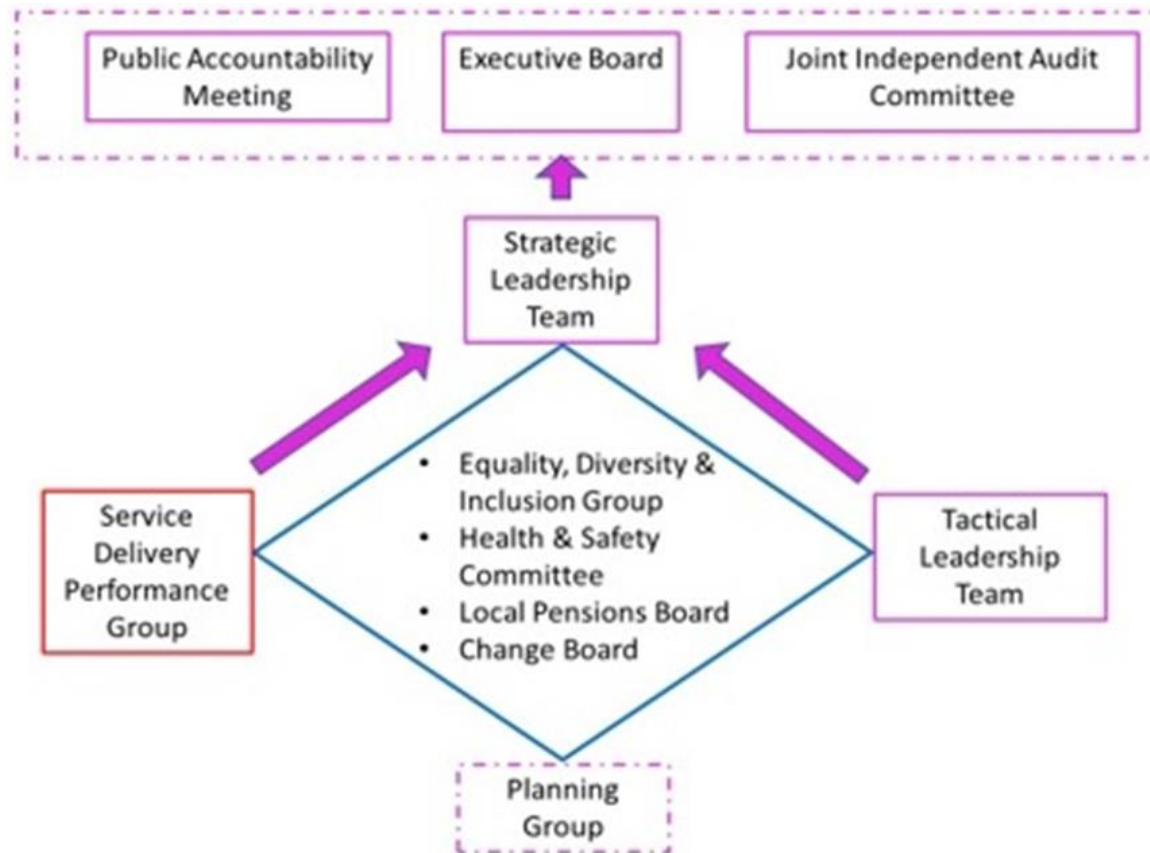 Public Accountability
Meeting
Executive Board
Joint Independent Audit
Committee
Strategic
Leadership
Team
Service
Delivery
Performance
Group
• Equality, Diversity &
Inclusion Group
• Health & Safety
Committee
• Local Pensions Board
• Change Board
Tactical
Leadership
Team
Planning
Group